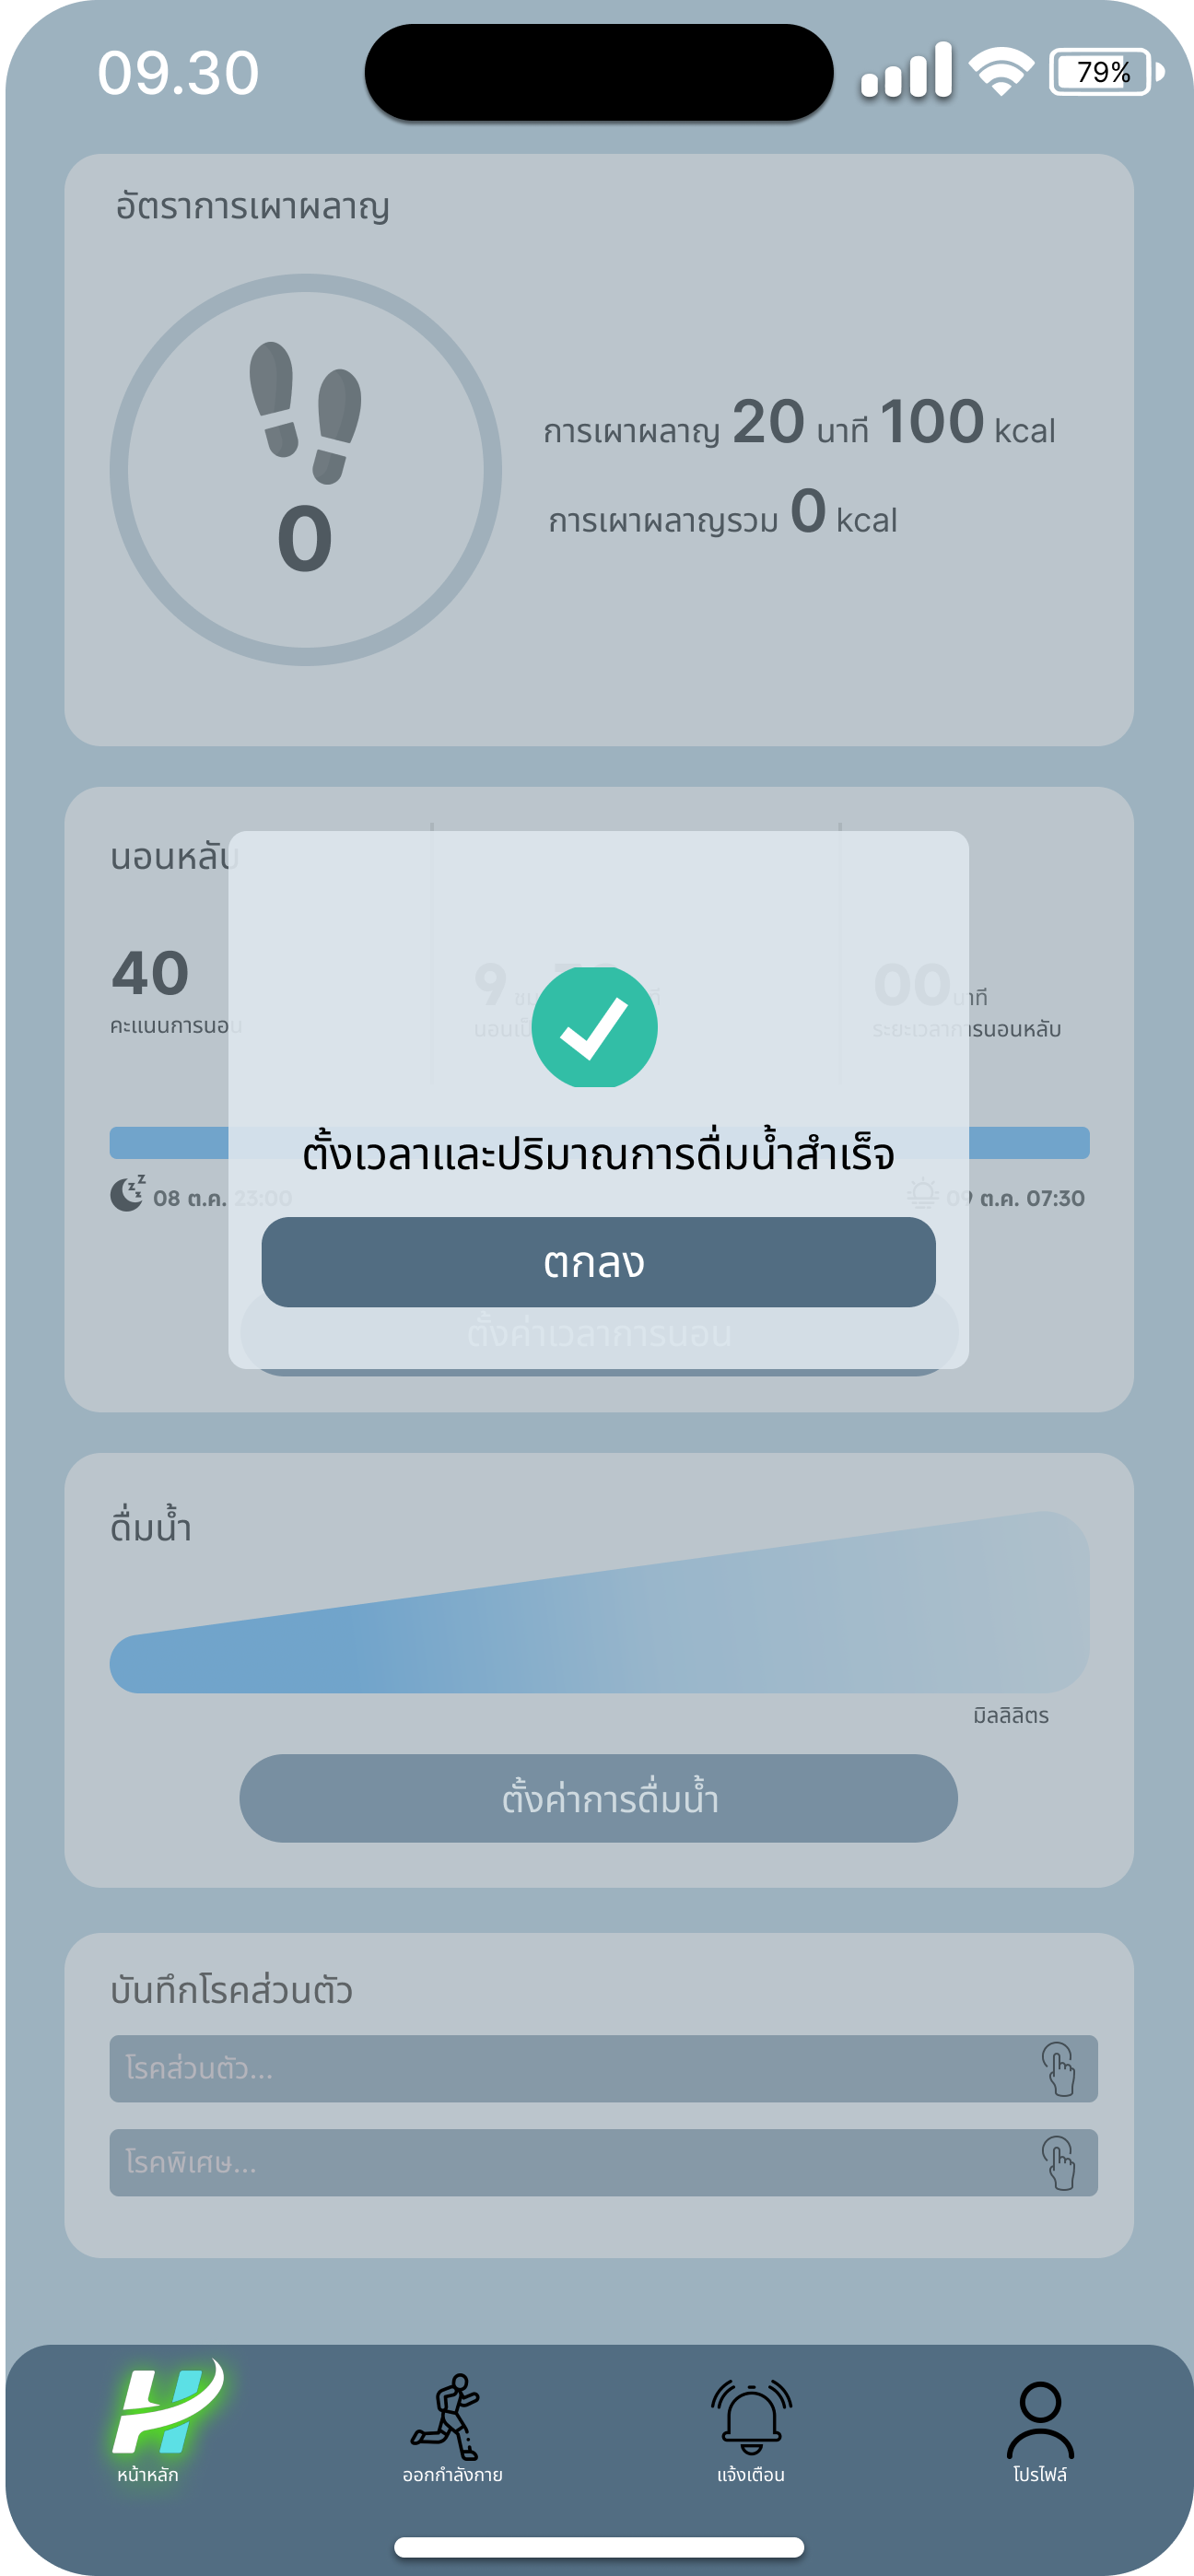 09.30
79%
อัตราการเผาผลาญ
การเผาผลาญ 20 นาที 100 kcal
การเผาผลาญรวม 0 kcal
0
นอนหลับ
40
คะแนนการนอน
9
นอนเป็
00 นาที
ระยะเวลาการนอนหลับ
ตั้งเวลาและปริมาณการดื่มน้ำสำเร็จ
08 ต.ค. 23:00
09 ต.ค. 07:30
ตกลง
ตั้งค่าเวลาการนอน
ดื่มน้ำ
มิลลิลิตร
ตั้งค่าการดื่มน้ำ
บันทึกโรคส่วนตัว
โรคส่วนตัว...
โรคพิเศษ...
หน้าหลัก
ออกกำลังกาย
แจ้งเตือน
โปรไฟล์